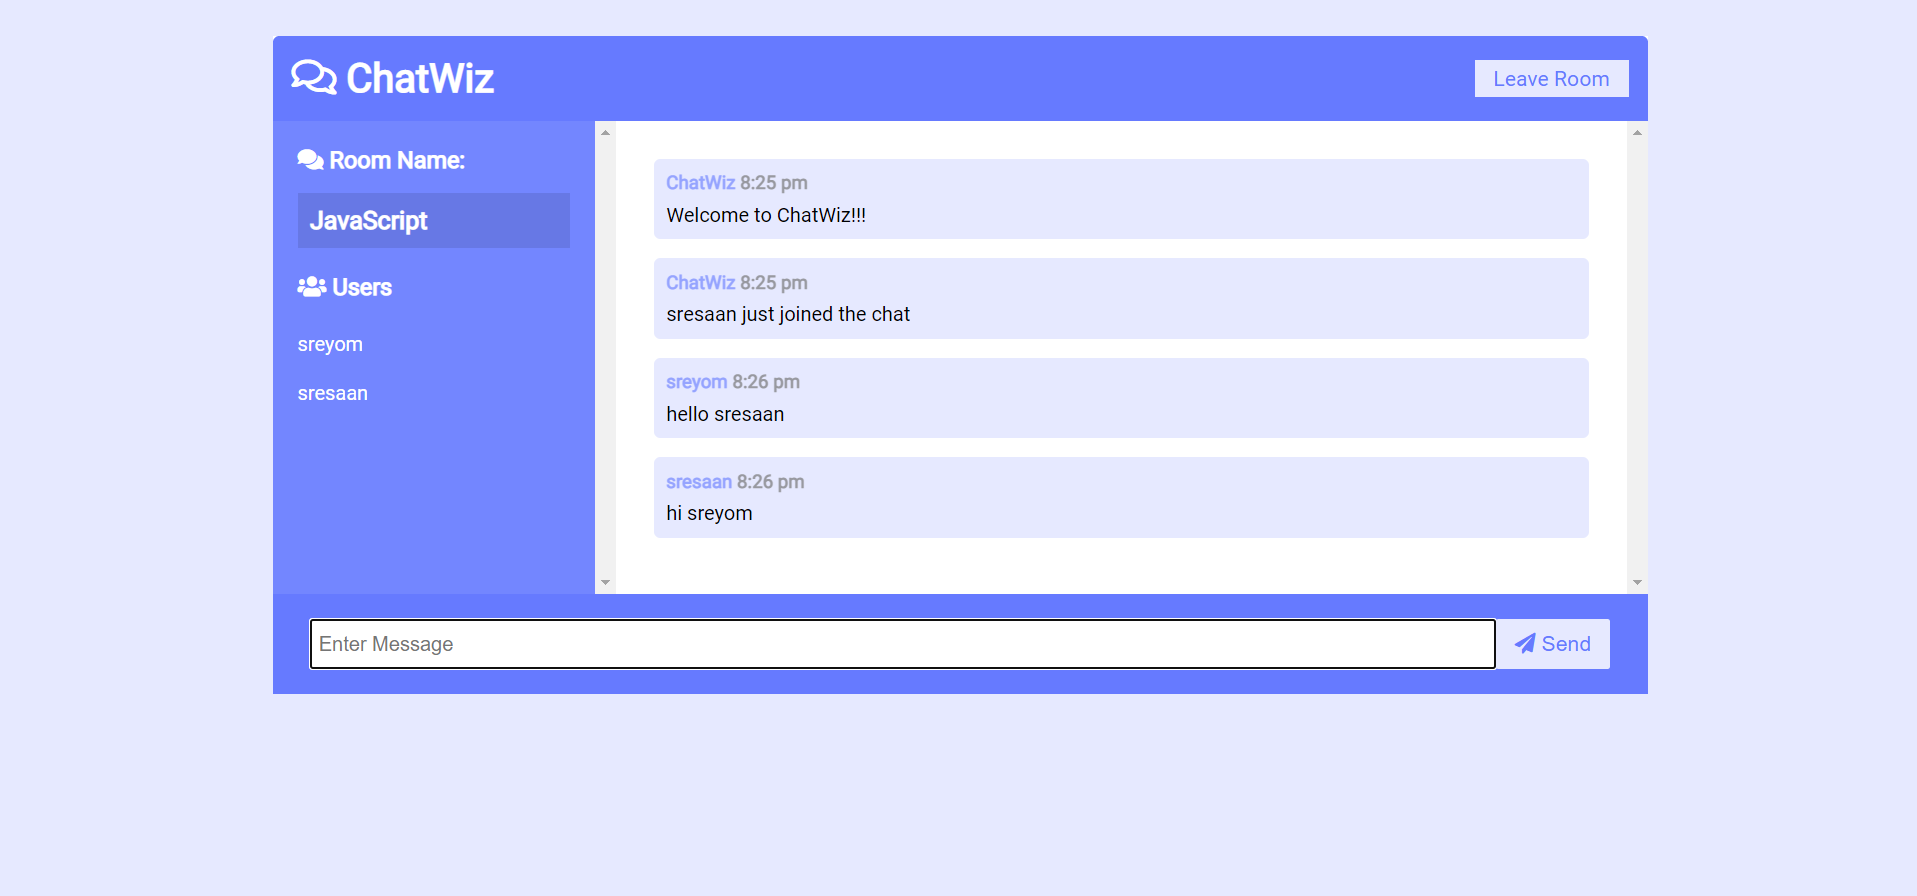 ChatWiz
Leave Room
Room Name:
JavaScript
Users
sreyom
sresaan
ChatWiz 8:25 pm
Welcome to ChatWiz!!!
ChatWiz 8:25 pm
sresaan just joined the chat
sreyom 8:26 pm
hello sresaan
sresaan 8:26 pm
hi sreyom
Enter Message
Send